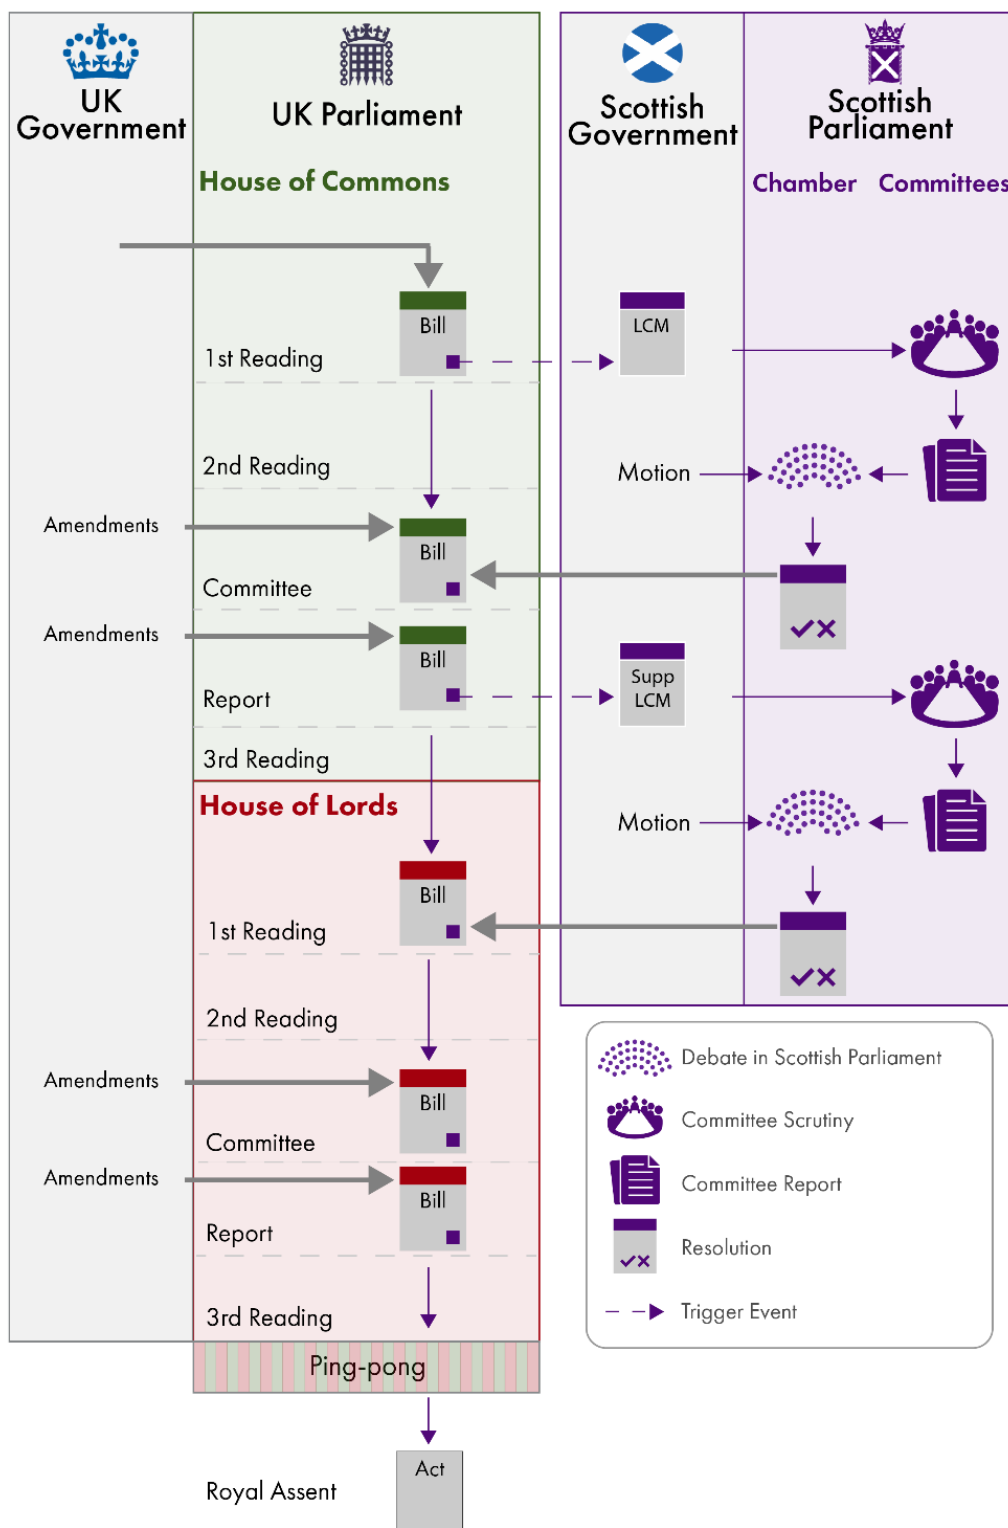 UK
Government
UK Parliament
Scottish
Government
Scottish
Parliament
House of Commons
Chamber
Committees
Bill
LCM
1st Reading
2nd Reading
Motion
Amendments
Bill
Committee
Amendments
Bill
Supp
LCM
Report
3rd Reading
House of Lords
Motion
Bill
1st Reading
2nd Reading
Debate in Scottish Parliament
Amendments
Bill
Committee Scrutiny
Committee
Amendments
Committee Report
Bill
Report
Resolution
3rd Reading
Trigger Event
Ping-pong
Act
Royal Assent